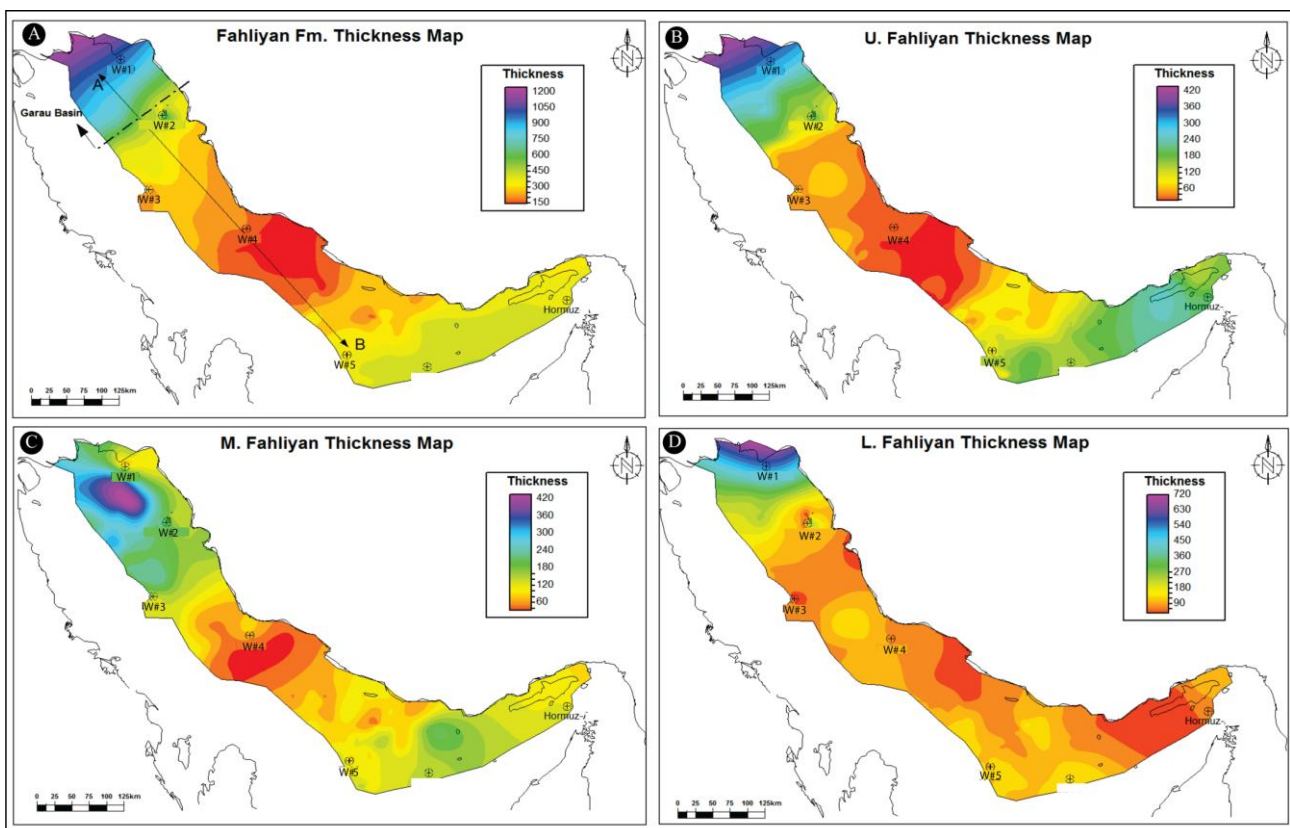 A
Fahliyan Fm. Thickness Map
N
W#1
A
Garau Basin
W#2
W#3
W#4
B
W#5
Hormuz
Thickness
1200
1050
900
750
600
450
300
150
0 25 50 75 100 125km
B
U. Fahliyan Thickness Map
N
W#1
W#2
W#3
W#4
W#5
Hormuz
Thickness
420
360
300
240
180
120
60
0 25 50 75 100 125km
C
M. Fahliyan Thickness Map
N
W#1
W#2
W#3
W#4
W#5
Hormuz
Thickness
420
360
300
240
180
120
60
0 25 50 75 100 125km
D
L. Fahliyan Thickness Map
N
W#1
W#2
W#3
W#4
W#5
Hormuz
Thickness
720
630
540
450
360
270
180
90
0 25 50 75 100 125km